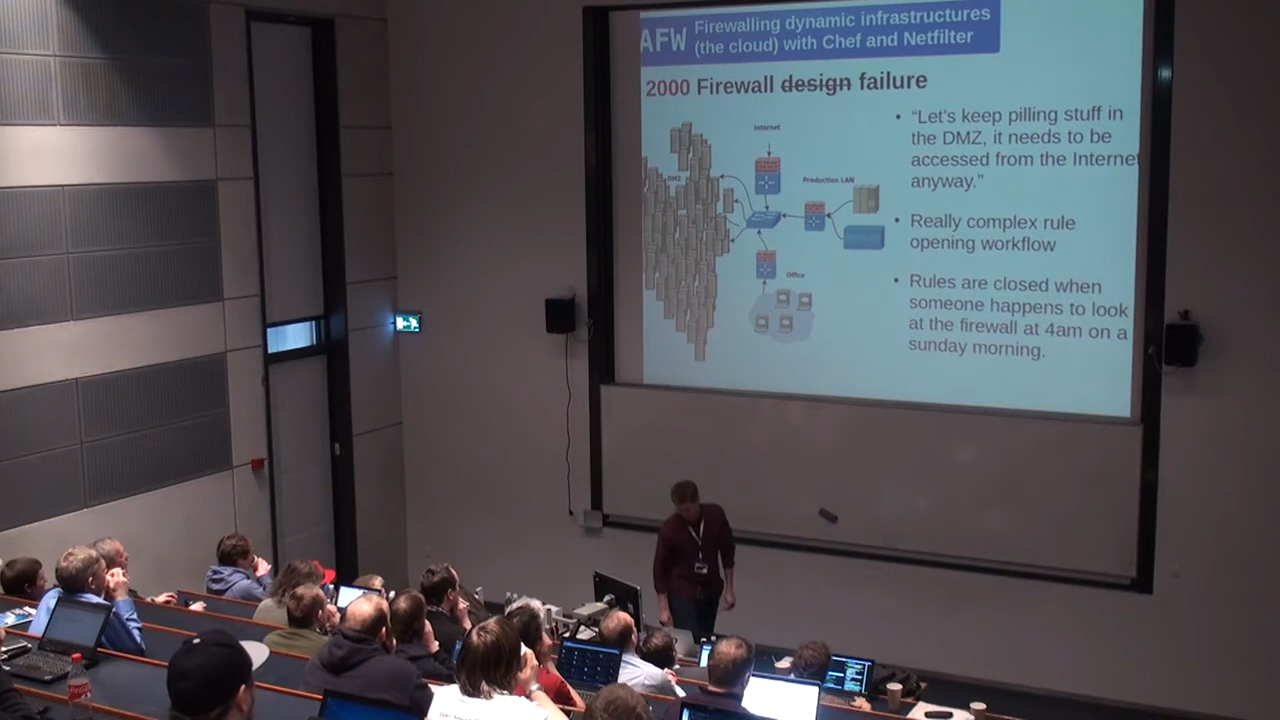 AFW
Firewalling dynamic infrastructures
(the cloud) with Chef and Netfilter
2000 Firewall design failure
Internet
DMZ
Production LAN
Office
• “Let's keep pilling stuff in
the DMZ, it needs to be
accessed from the Internet
anyway.”
• Really complex rule
opening workflow
• Rules are closed when
someone happens to look
at the firewall at 4am on a
sunday morning.